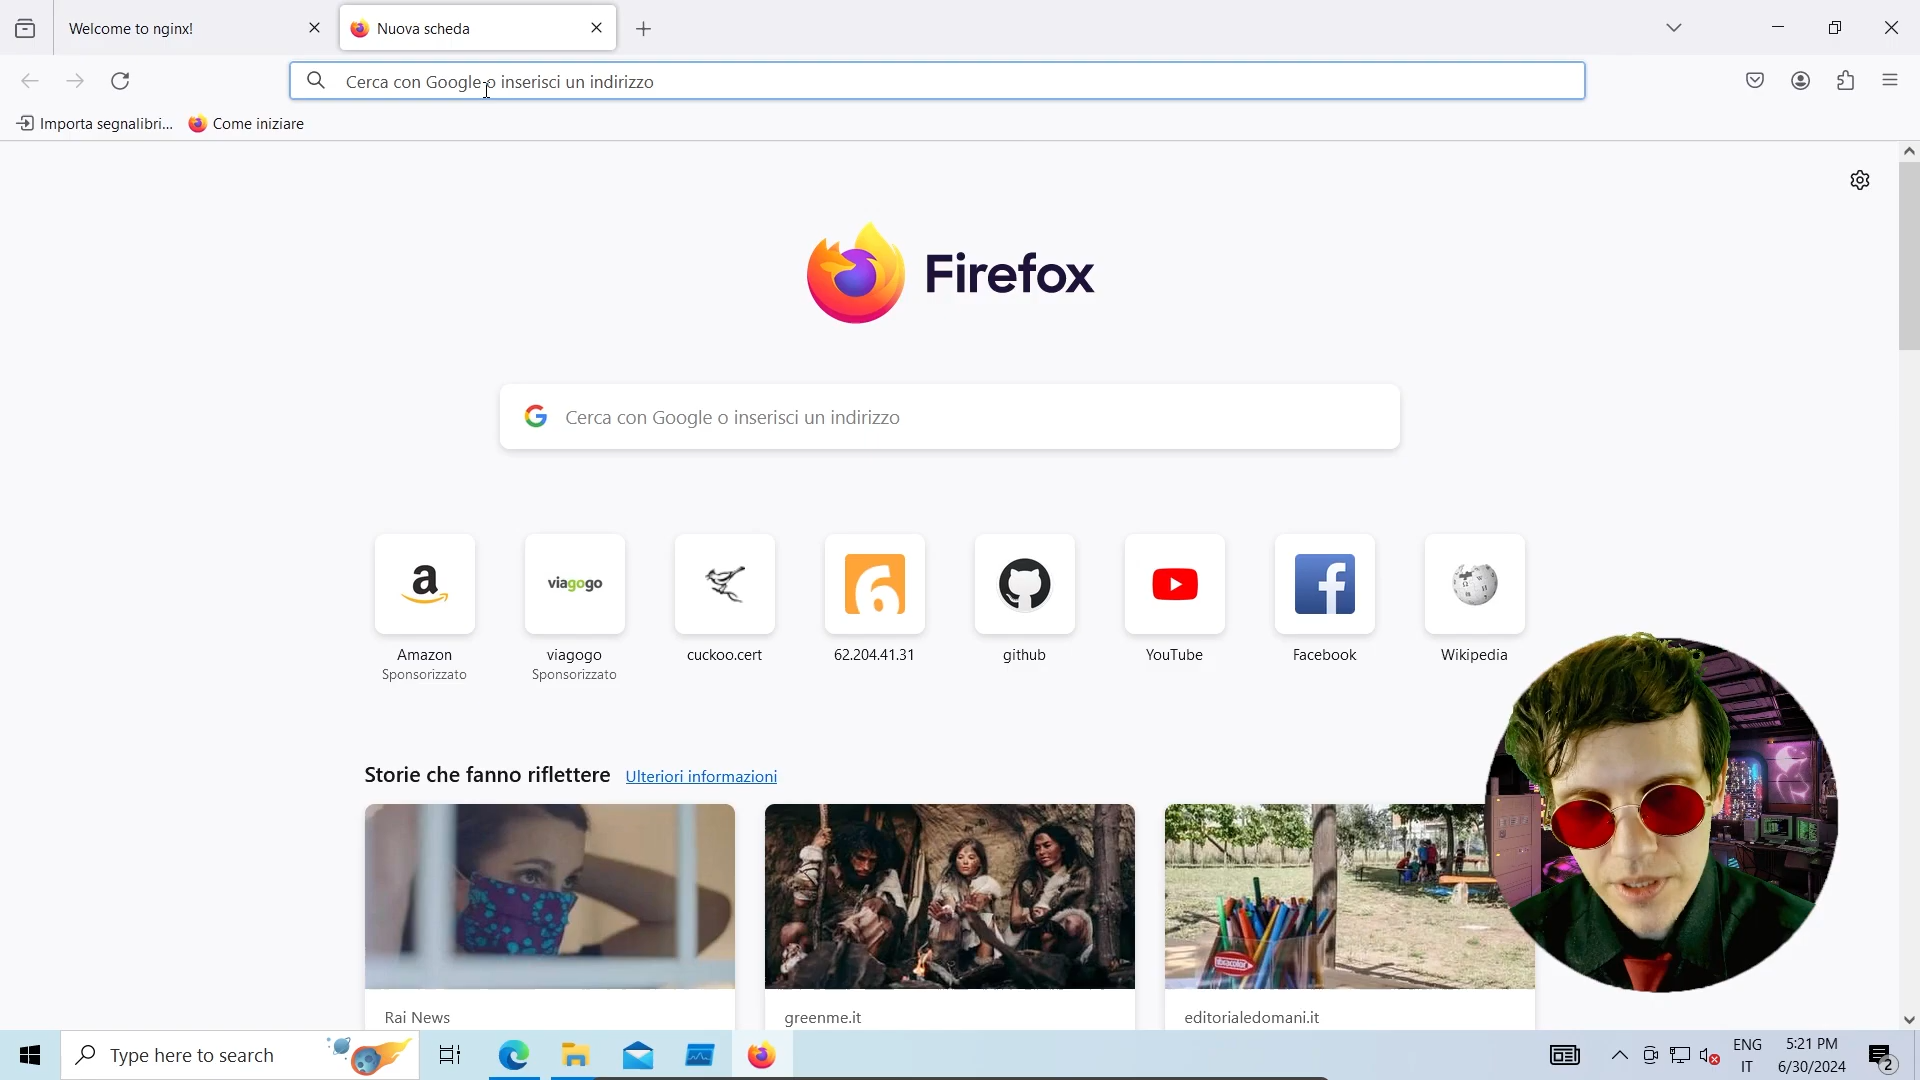 Welcome to nginx!
Nuova scheda
Cerca con Google o inserisci un indirizzo
Importa segnalibri...
Come iniziare
Firefox
Cerca con Google o inserisci un indirizzo
a
viagogo
6
f
Amazon
viagogo
cuckoo.cert
62.204.41.31
github
YouTube
Facebook
Wikipedia
Sponsorizzato
Sponsorizzato
Storie che fanno riflettere
Ulteriori informazioni
Rai News
greenme.it
editorialedomani.it
Type here to search
ENG
IT
5:21 PM
6/30/2024
2